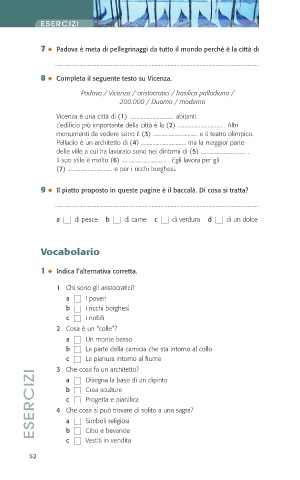 ESERCIZI
7 ◆ Padova è meta di pellegrinaggi da tutto il mondo perché è la città di
8 ◆ Completa il seguente testo su Vicenza.
Padova / Vicenza / aristocratici / basilica palladiana /
200.000 / Duomo / moderno
Vicenza è una città di (1) .................... abitanti.
L'edificio più importante della città è la (2) .................... . Altri
monumenti da vedere sono il (3) .................... e il teatro olimpico.
Palladio è un architetto di (4) .................... ma la maggior parte
delle ville a cui ha lavorato sono nei dintorni di (5) .................... .
Il suo stile è molto (6) .................... . Egli lavora per gli
(7) .................... e per i ricchi borghesi.
9 ◆ Il piatto proposto in queste pagine è il baccalà. Di cosa si tratta?
a □ di pesce b □ di carne c □ di verdura d □ di un dolce
Vocabolario
1 ◆ Indica l'alternativa corretta.
1 Chi sono gli aristocratici?
a □ I poveri
b □ I ricchi borghesi
c □ I nobili
2 Cosa è un "colle"?
a □ Un monte basso
b □ La parte della camicia che sta intorno al collo
c □ La pianura intorno al fiume
3 Che cosa fa un architetto?
a □ Disegna la base di un dipinto
b □ Crea sculture
c □ Progetta e pianifica
4 Che cosa si può trovare di solito a una sagra?
a □ Simboli religiosi
b □ Cibo e bevande
c □ Vestiti in vendita
ESERCIZI
52